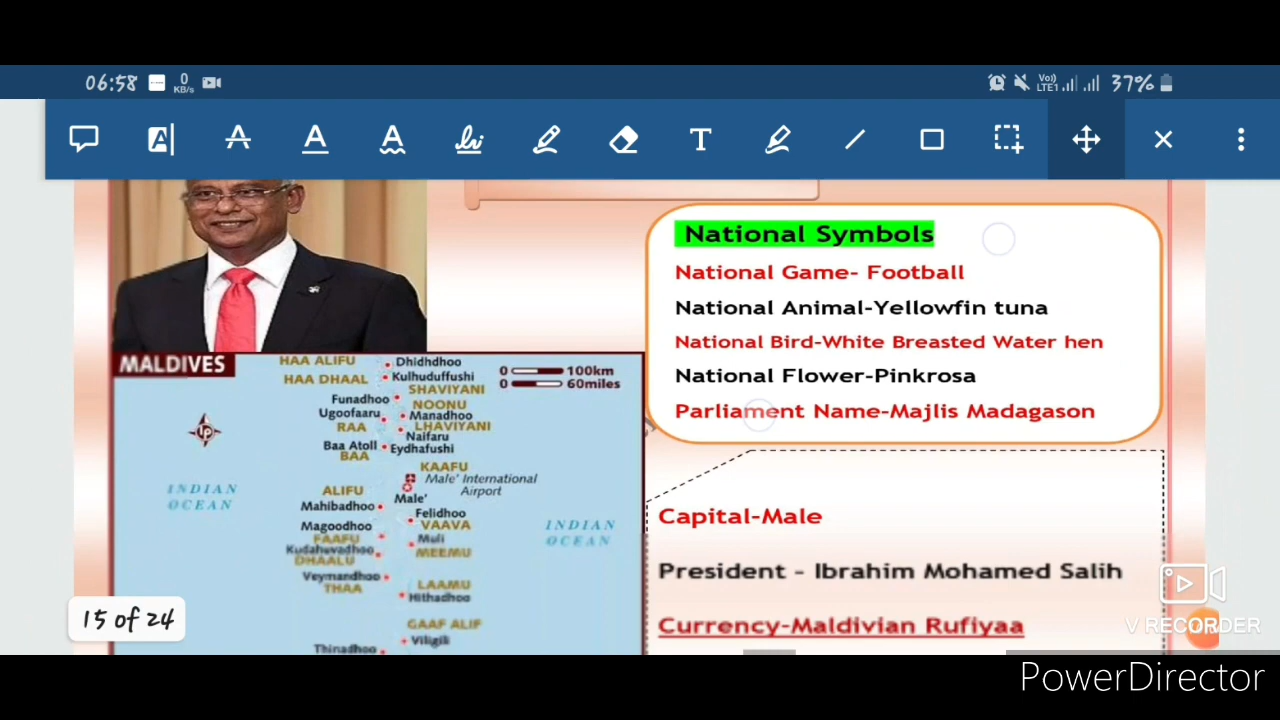 06:58 0 KB/s Vo) LTE1 37%
National Symbols
National Game- Football
National Animal-Yellowfin tuna
National Bird-White Breasted Water hen
National Flower-Pinkrosa
Parliament Name-Majlis Madagason
MALDIVES
HAA ALIFU
Dhidhdhoo
0 100km
HAA DHAAL
Kulhuduffushi
0 60miles
SHAVIYANI
Funadhoo
NOONU
Ugoofaaru
Manadhoo
RAA
LHAVIYANI
Naifaru
Baa Atoll
Eydhafushi
BAA
KAAFU
Male' International
Airport
INDIAN
OCEAN
ALIFU
Male'
Mahibadhoo
Felidhoo
Magoodhoo
VAAVA
INDIAN
OCEAN
FAAFU
Muli
Kudahuvadhoo
MEEMU
DHAALU
Veymandhoo
THAA
LAAMU
Hithadhoo
GAAF ALIF
Viligili
Thinadhoo
Capital-Male
President - Ibrahim Mohamed Salih
Currency-Maldivian Rufiyaa
15 of 24
V RECORDER
PowerDirector